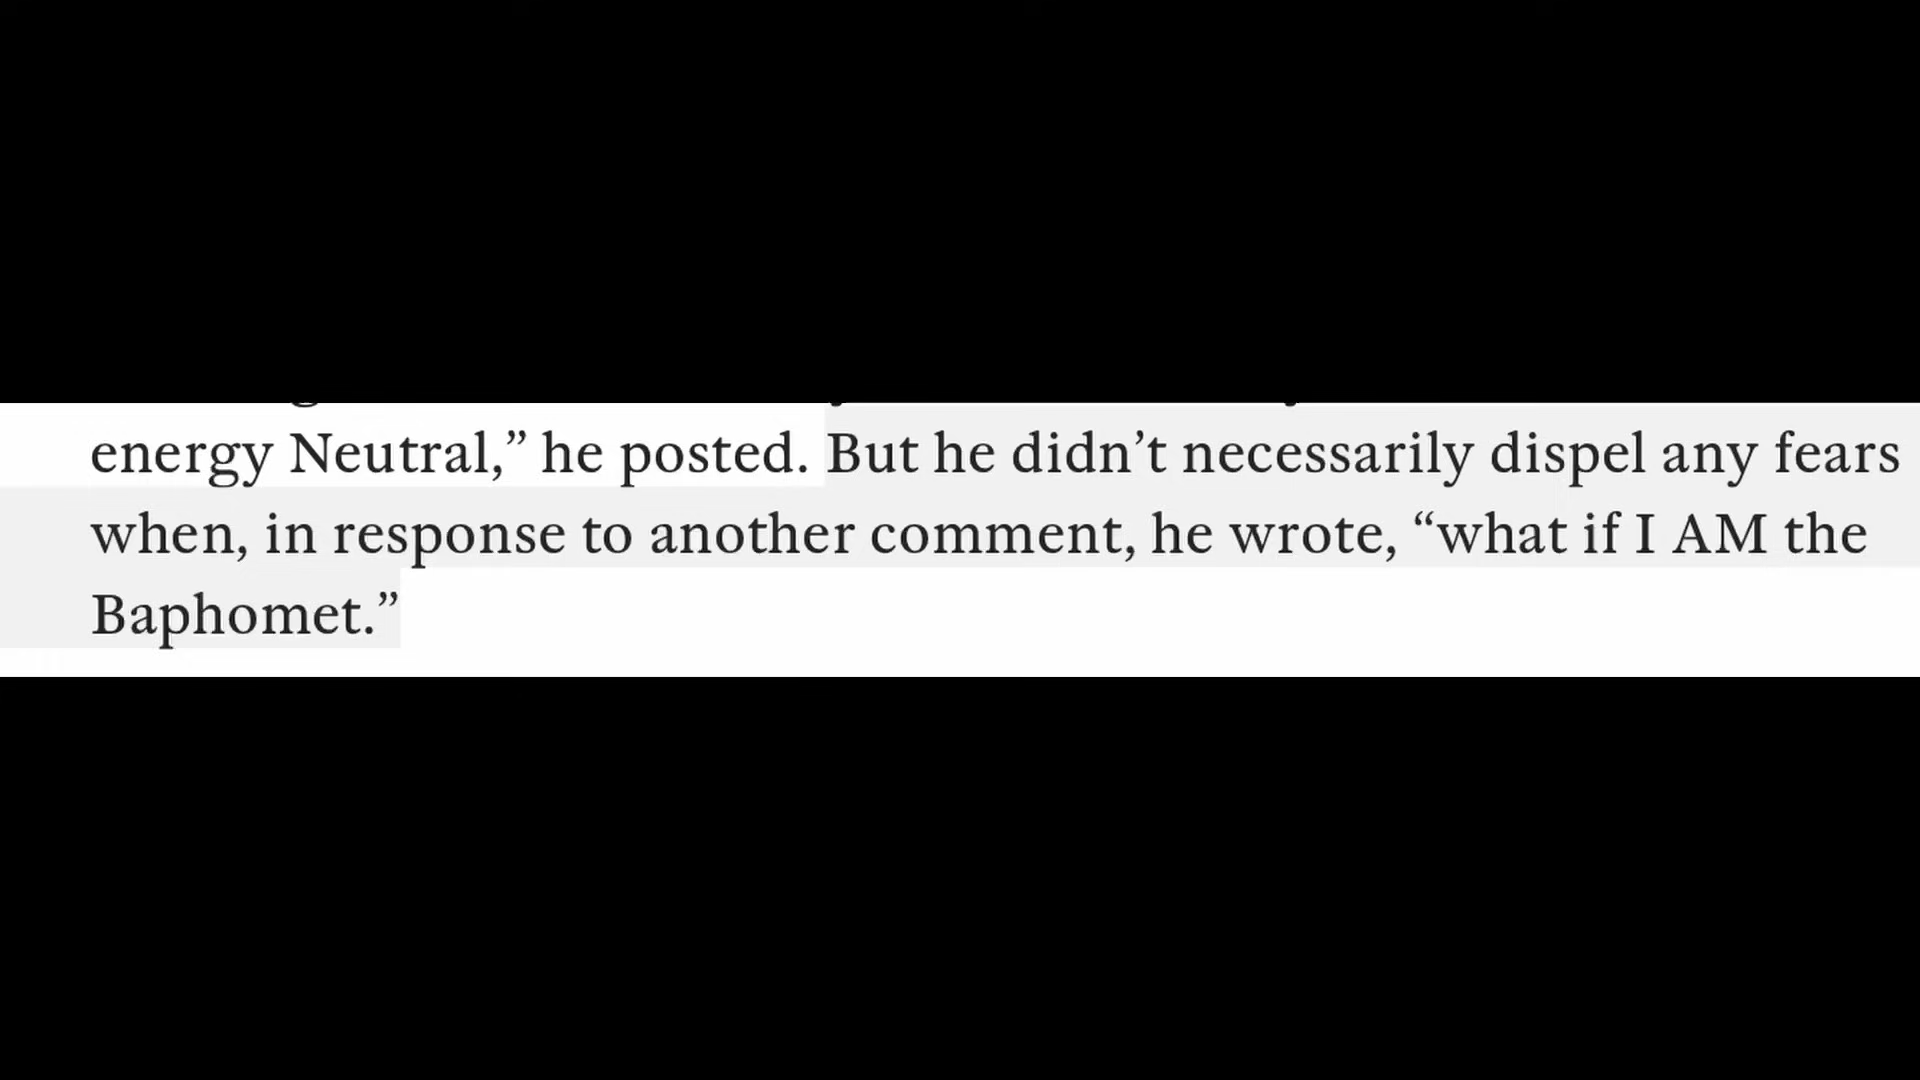 energy Neutral,” he posted. But he didn’t necessarily dispel any fears
when, in response to another comment, he wrote, “what if I AM the
Baphomet.”